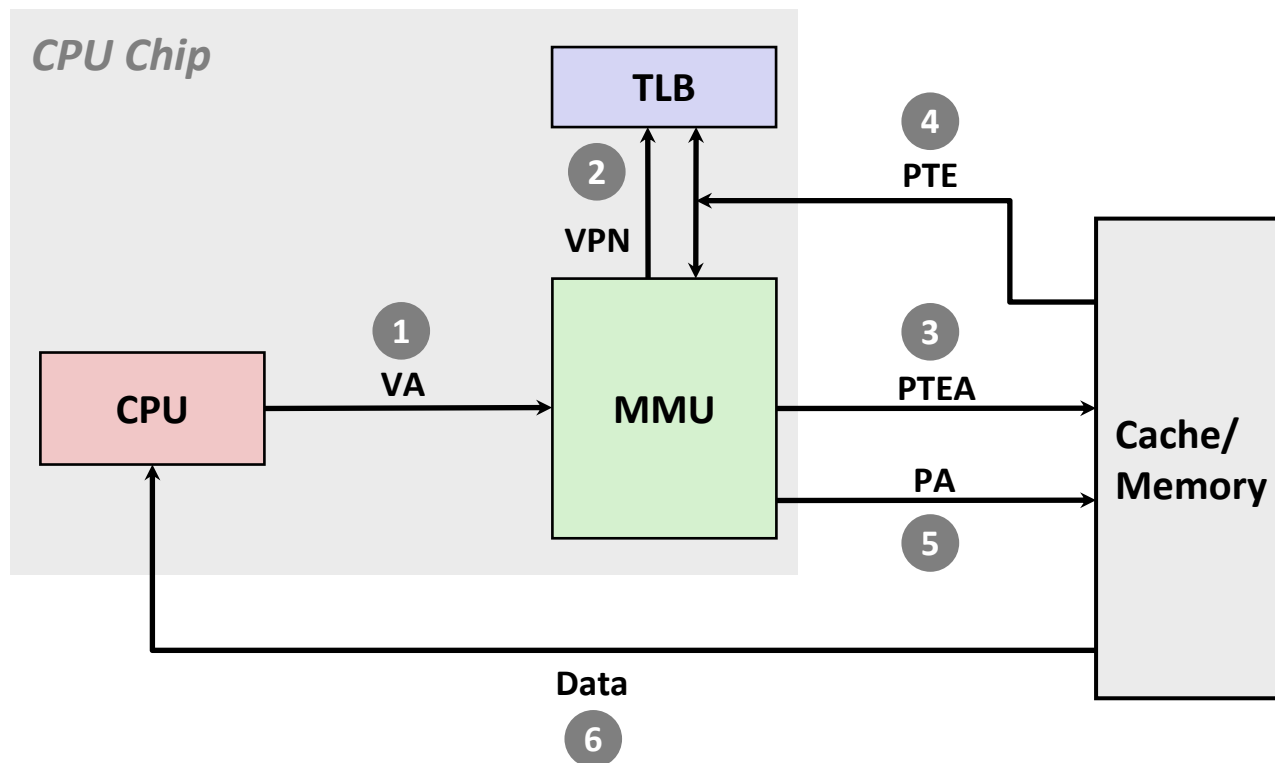 CPU Chip
TLB
4
2
PTE
VPN
1
3
VA
PTEA
CPU
MMU
Cache/
Memory
PA
5
Data
6